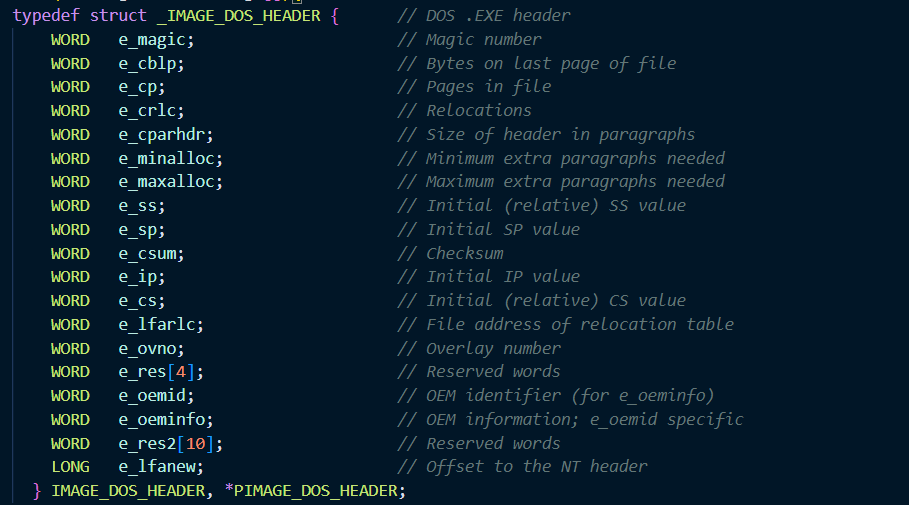 typedef struct _IMAGE_DOS_HEADER {      // DOS .EXE header
    WORD   e_magic;                     // Magic number
    WORD   e_cblp;                      // Bytes on last page of file
    WORD   e_cp;                        // Pages in file
    WORD   e_crlc;                      // Relocations
    WORD   e_cparhdr;                   // Size of header in paragraphs
    WORD   e_minalloc;                  // Minimum extra paragraphs needed
    WORD   e_maxalloc;                  // Maximum extra paragraphs needed
    WORD   e_ss;                        // Initial (relative) SS value
    WORD   e_sp;                        // Initial SP value
    WORD   e_csum;                      // Checksum
    WORD   e_ip;                        // Initial IP value
    WORD   e_cs;                        // Initial (relative) CS value
    WORD   e_lfarlc;                    // File address of relocation table
    WORD   e_ovno;                      // Overlay number
    WORD   e_res[4];                    // Reserved words
    WORD   e_oemid;                     // OEM identifier (for e_oeminfo)
    WORD   e_oeminfo;                   // OEM information; e_oemid specific
    WORD   e_res2[10];                  // Reserved words
    LONG   e_lfanew;                    // Offset to the NT header
  } IMAGE_DOS_HEADER, *PIMAGE_DOS_HEADER;